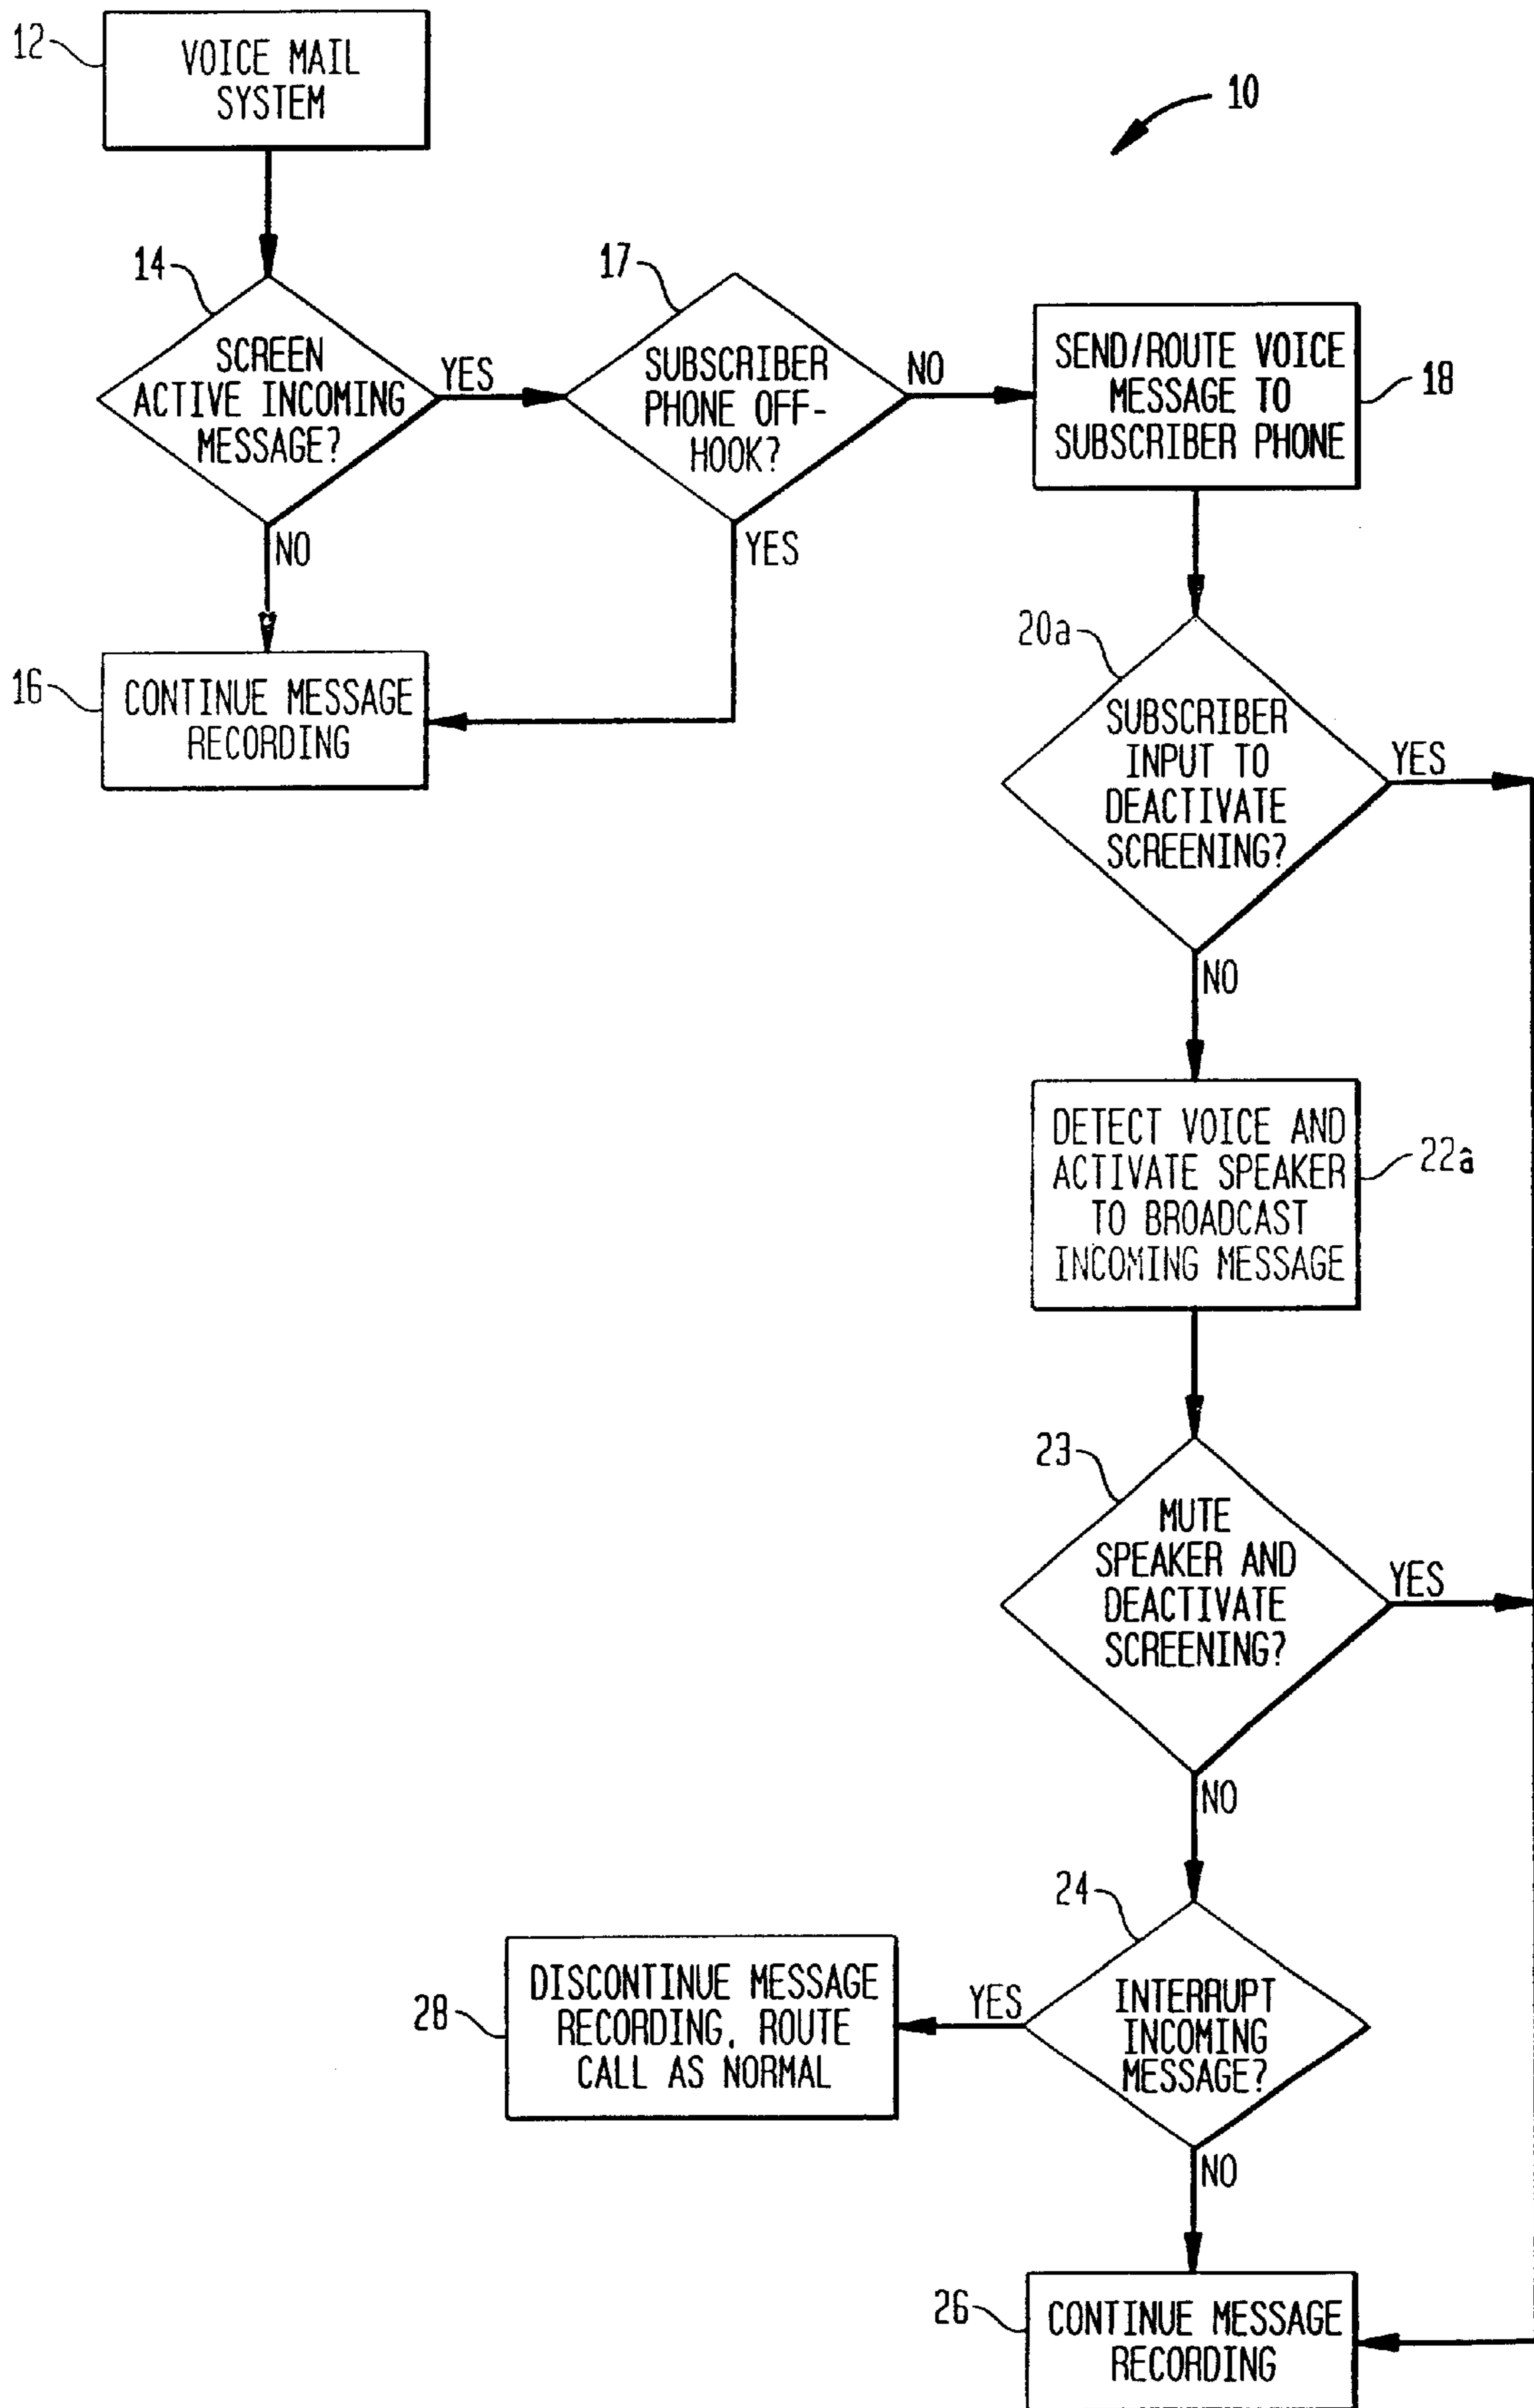 12
VOICE MAIL
SYSTEM
10
14
SCREEN
ACTIVE INCOMING
MESSAGE?
YES
NO
17
SUBSCRIBER
PHONE OFF-
HOOK?
NO
YES
SEND/ROUTE VOICE
MESSAGE TO
SUBSCRIBER PHONE
18
16
CONTINUE MESSAGE
RECORDING
20a
SUBSCRIBER
INPUT TO
DEACTIVATE
SCREENING?
YES
NO
DETECT VOICE AND
ACTIVATE SPEAKER
TO BROADCAST
INCOMING MESSAGE
22a
23
MUTE
SPEAKER AND
DEACTIVATE
SCREENING?
YES
NO
24
INTERRUPT
INCOMING
MESSAGE?
YES
NO
28
DISCONTINUE MESSAGE
RECORDING, ROUTE
CALL AS NORMAL
26
CONTINUE MESSAGE
RECORDING